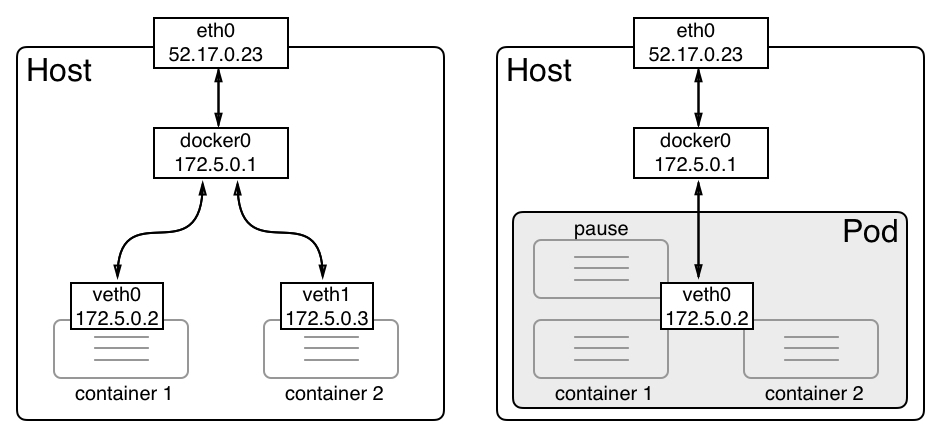 eth0
52.17.0.23
Host
docker0
172.5.0.1
veth0
172.5.0.2
container 1
veth1
172.5.0.3
container 2
eth0
52.17.0.23
Host
docker0
172.5.0.1
Pod
pause
veth0
172.5.0.2
container 1
container 2